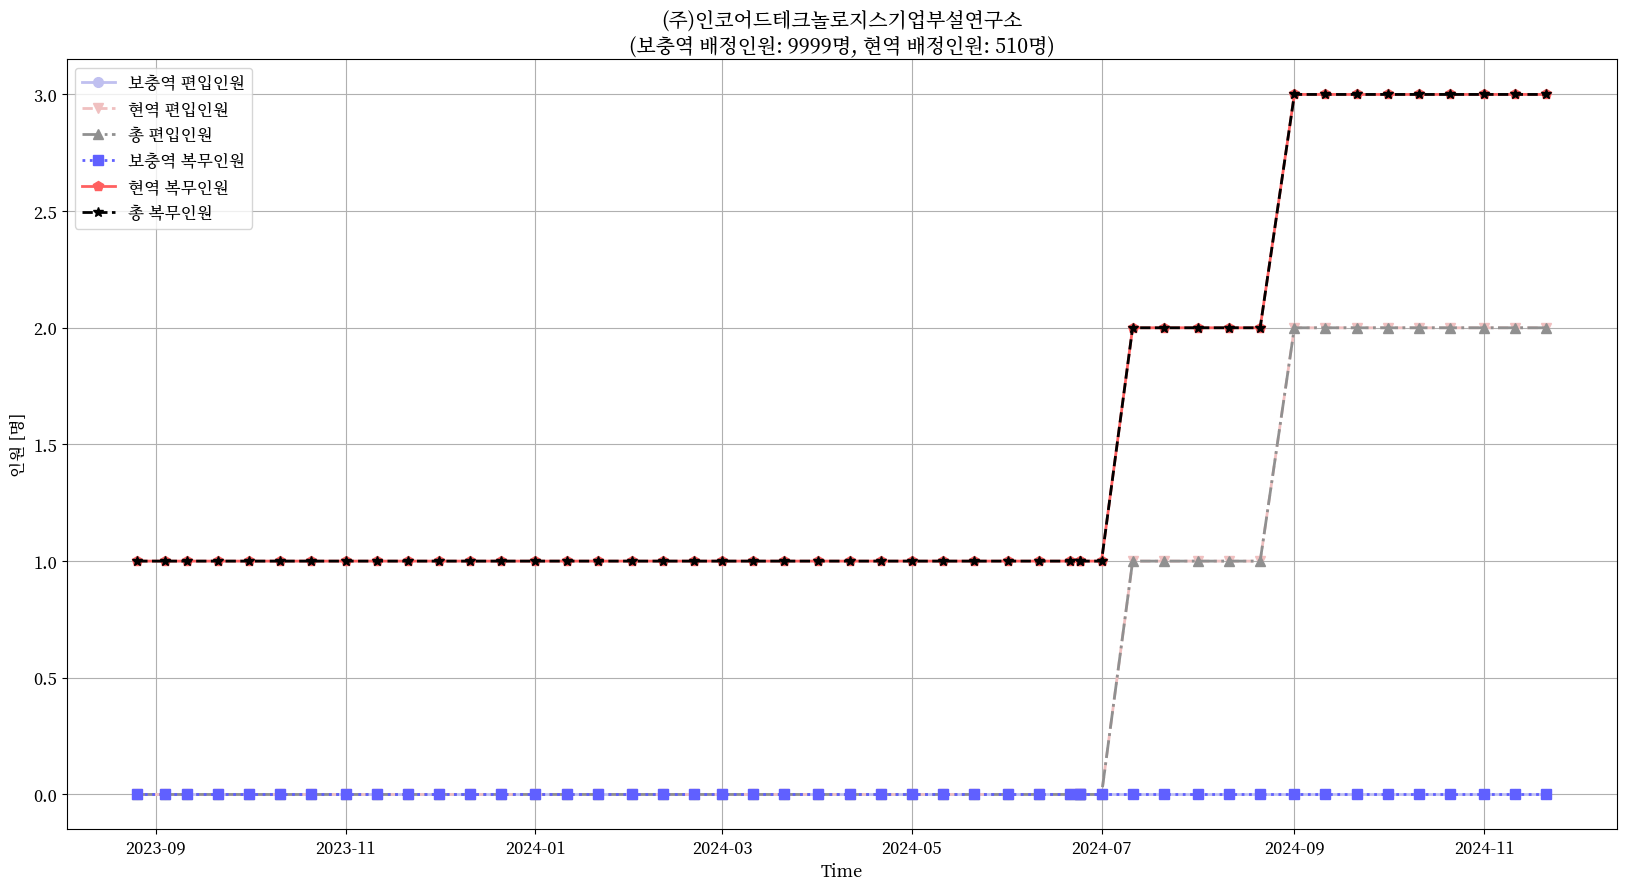 (주)인코어드테크놀로지스기업부설연구소
(보충역 배정인원: 9999명, 현역 배정인원: 510명)
보충역 편입인원
현역 편입인원
총 편입인원
보충역 복무인원
현역 복무인원
총 복무인원
3.0
2.5
2.0
1.5
1.0
0.5
0.0
인원 [명]
2023-09
2023-11
2024-01
2024-03
2024-05
2024-07
2024-09
2024-11
Time